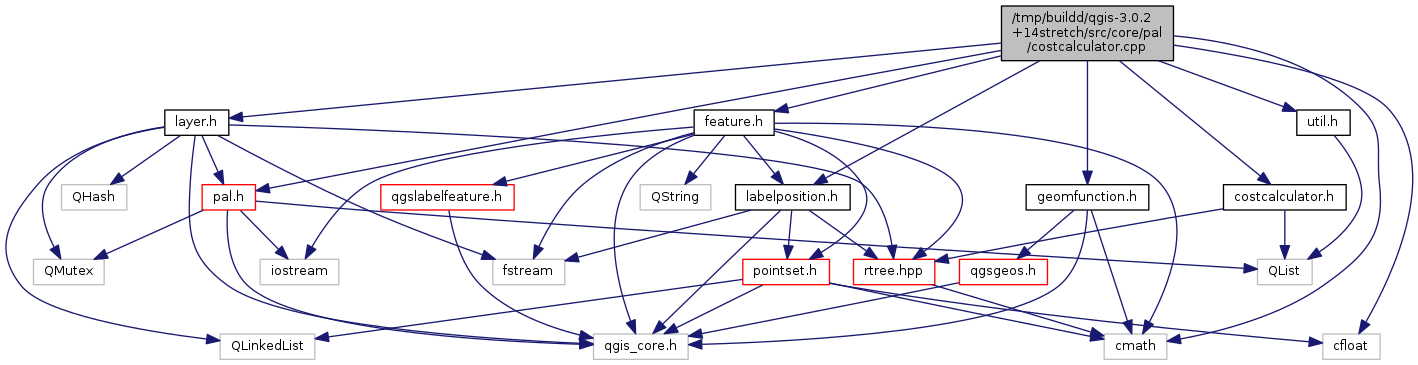 /tmp/buildd/qgis-3.0.2
+14stretch/src/core/pal
/costcalculator.cpp
layer.h
feature.h
util.h
QHash
pal.h
qgslabelfeature.h
QString
labelposition.h
geomfunction.h
costcalculator.h
QMutex
iostream
fstream
pointset.h
rtree.hpp
qgsgeos.h
QList
QLinkedList
qgis_core.h
cmath
cfloat